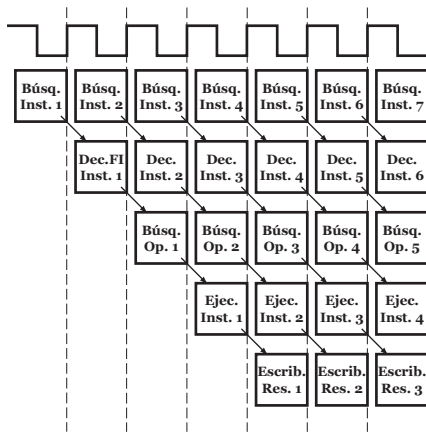 Búsq. Búsq. Búsq. Búsq. Búsq. Búsq. Búsq.
Inst. 1 Inst. 2 Inst. 3 Inst. 4 Inst. 5 Inst. 6 Inst. 7
Dec.FI Dec. Dec. Dec. Dec. Dec.
Inst. 1 Inst. 2 Inst. 3 Inst. 4 Inst. 5 Inst. 6
Búsq. Búsq. Búsq. Búsq. Búsq.
Op. 1 Op. 2 Op. 3 Op. 4 Op. 5
Ejec. Ejec. Ejec. Ejec.
Inst. 1 Inst. 2 Inst. 3 Inst. 4
Escrib. Escrib. Escrib.
Res. 1 Res. 2 Res. 3